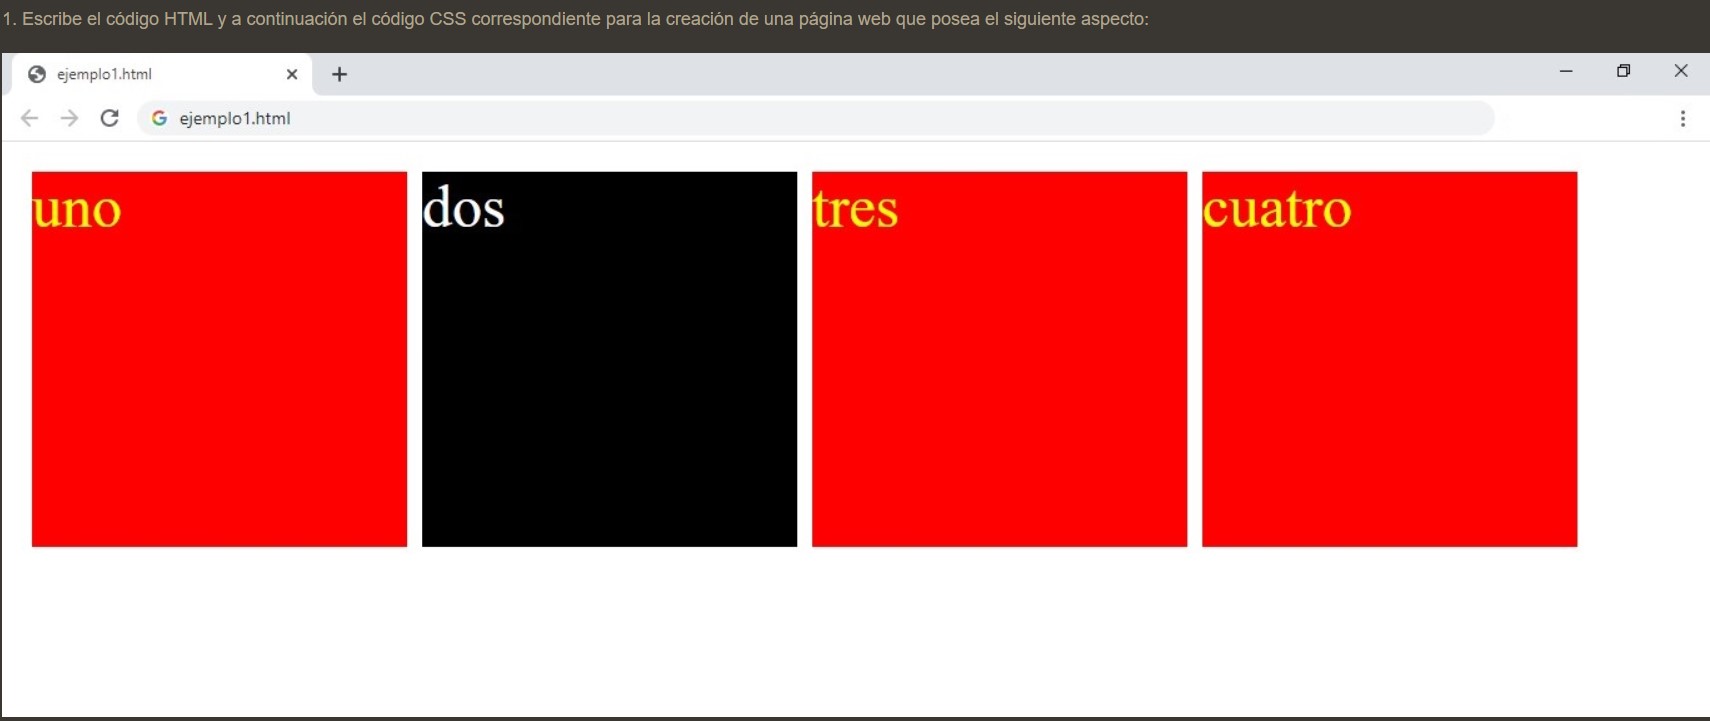 1. Escribe el código HTML y a continuación el código CSS correspondiente para la creación de una página web que posea el siguiente aspecto:
ejemplo1.html
ejemplo1.html
uno dos tres cuatro